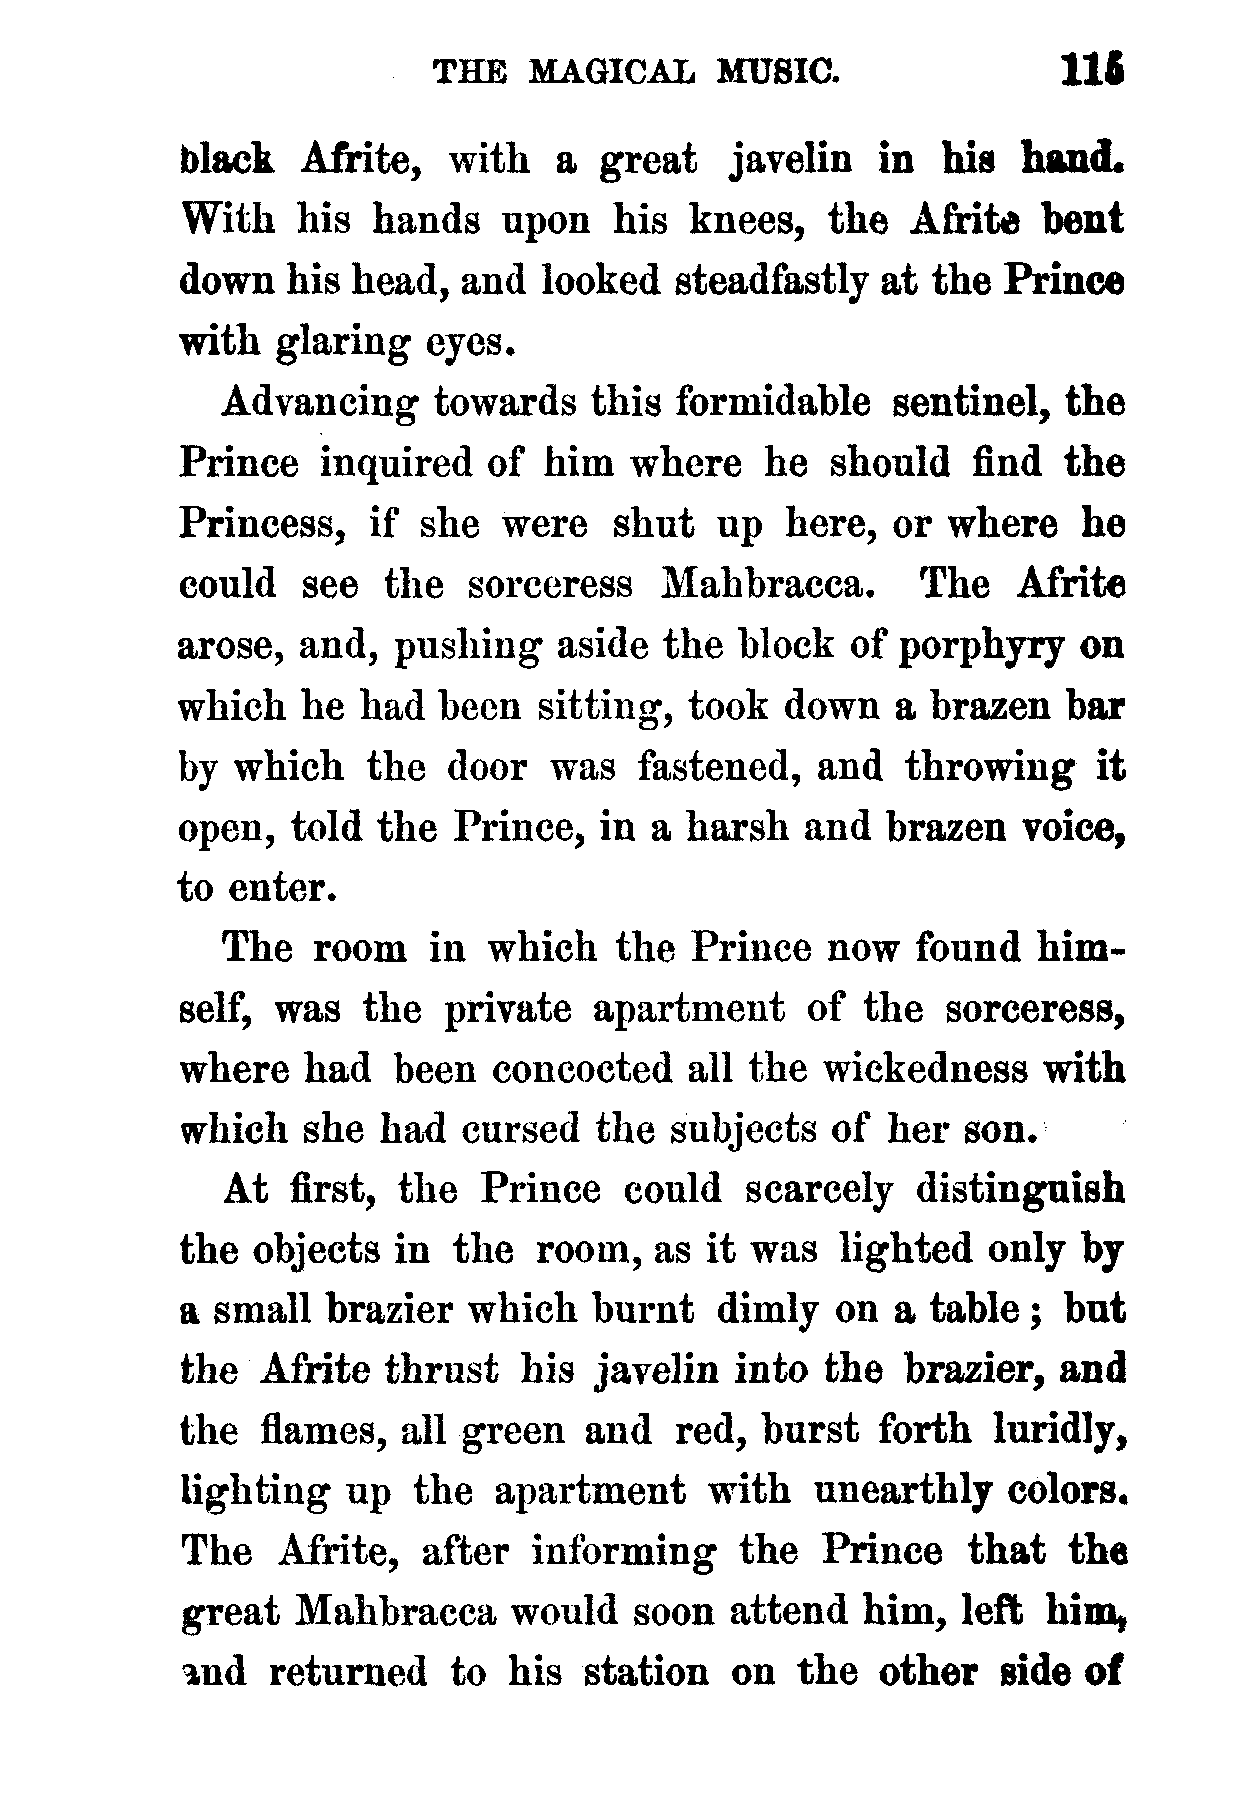 THE MAGICAL MUSIC. 115
black Afrite, with a great javelin in his hand.
With his hands upon his knees, the Afrite bent
down his head, and looked steadfastly at the Prince
with glaring eyes.
Advancing towards this formidable sentinel, the
Prince inquired of him where he should find the
Princess, if she were shut up here, or where he
could see the sorceress Mahbracca. The Afrite
arose, and, pushing aside the block of porphyry on
which he had been sitting, took down a brazen bar
by which the door was fastened, and throwing it
open, told the Prince, in a harsh and brazen voice,
to enter.
The room in which the Prince now found him-
self, was the private apartment of the sorceress,
where had been concocted all the wickedness with
which she had cursed the subjects of her son.
At first, the Prince could scarcely distinguish
the objects in the room, as it was lighted only by
a small brazier which burnt dimly on a table; but
the Afrite thrust his javelin into the brazier, and
the flames, all green and red, burst forth luridly,
lighting up the apartment with unearthly colors.
The Afrite, after informing the Prince that the
great Mahbracca would soon attend him, left him,
and returned to his station on the other side of